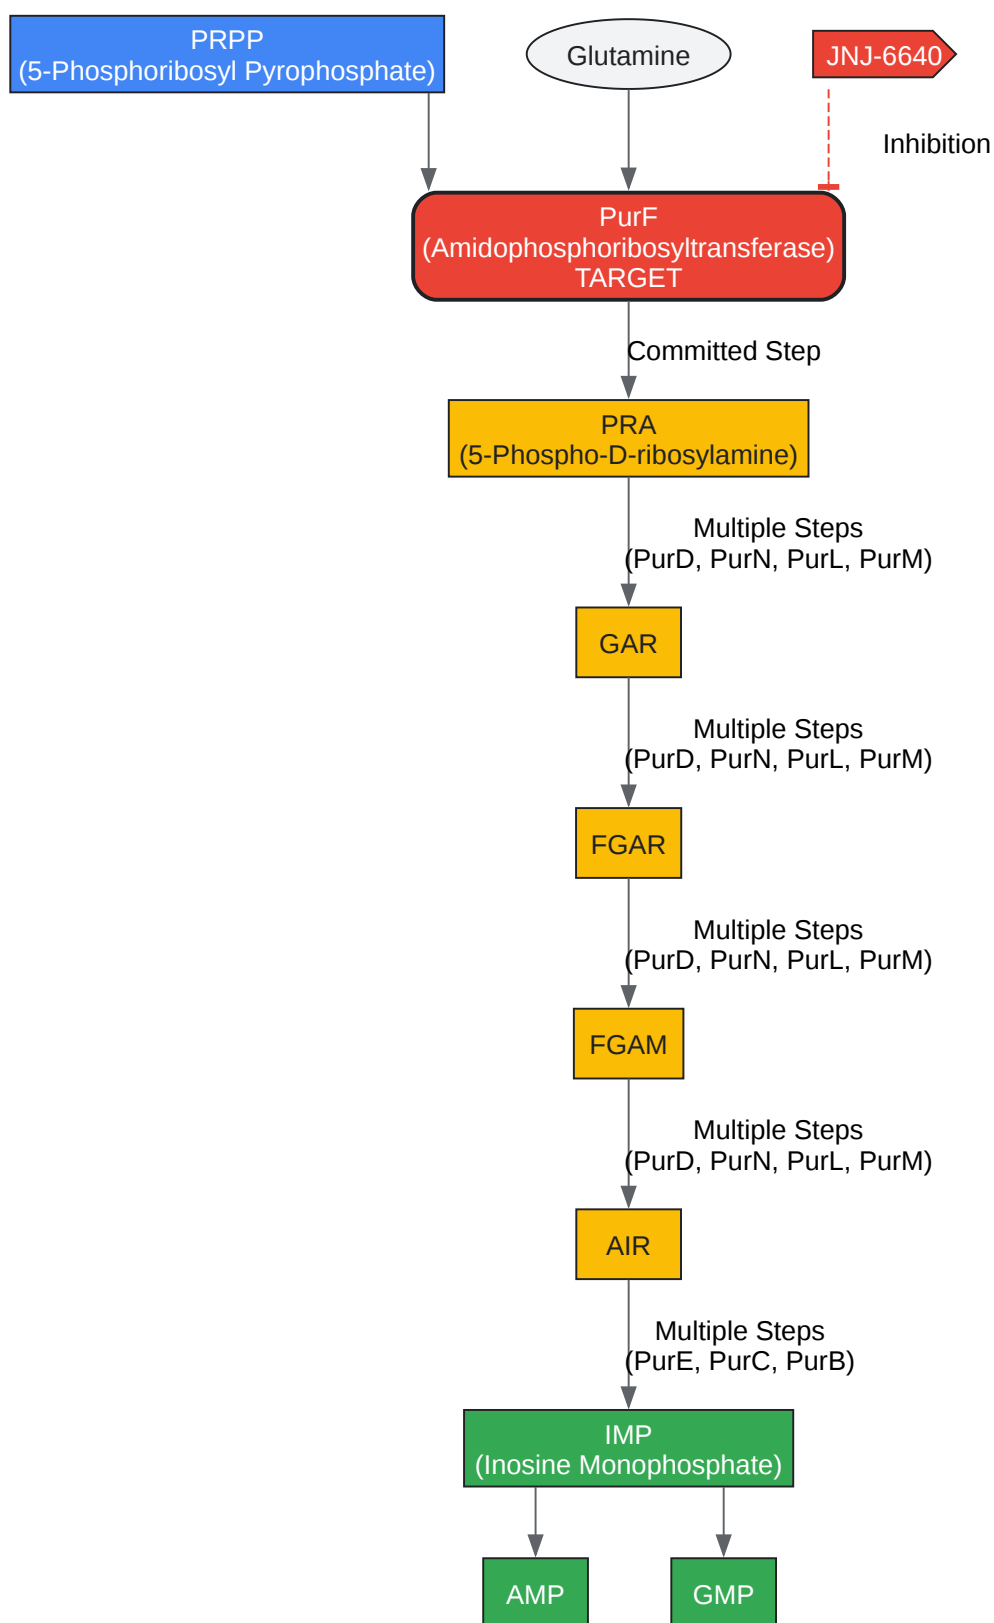 PRPP
(5-Phosphoribosyl Pyrophosphate)
Glutamine
JNJ-6640
Inhibition
PurF
(Amidophosphoribosyltransferase)
TARGET
Committed Step
PRA
(5-Phospho-D-ribosylamine)
Multiple Steps
(PurD, PurN, PurL, PurM)
GAR
Multiple Steps
(PurD, PurN, PurL, PurM)
FGAR
Multiple Steps
(PurD, PurN, PurL, PurM)
FGAM
Multiple Steps
(PurD, PurN, PurL, PurM)
AIR
Multiple Steps
(PurE, PurC, PurB)
IMP
(Inosine Monophosphate)
AMP
GMP